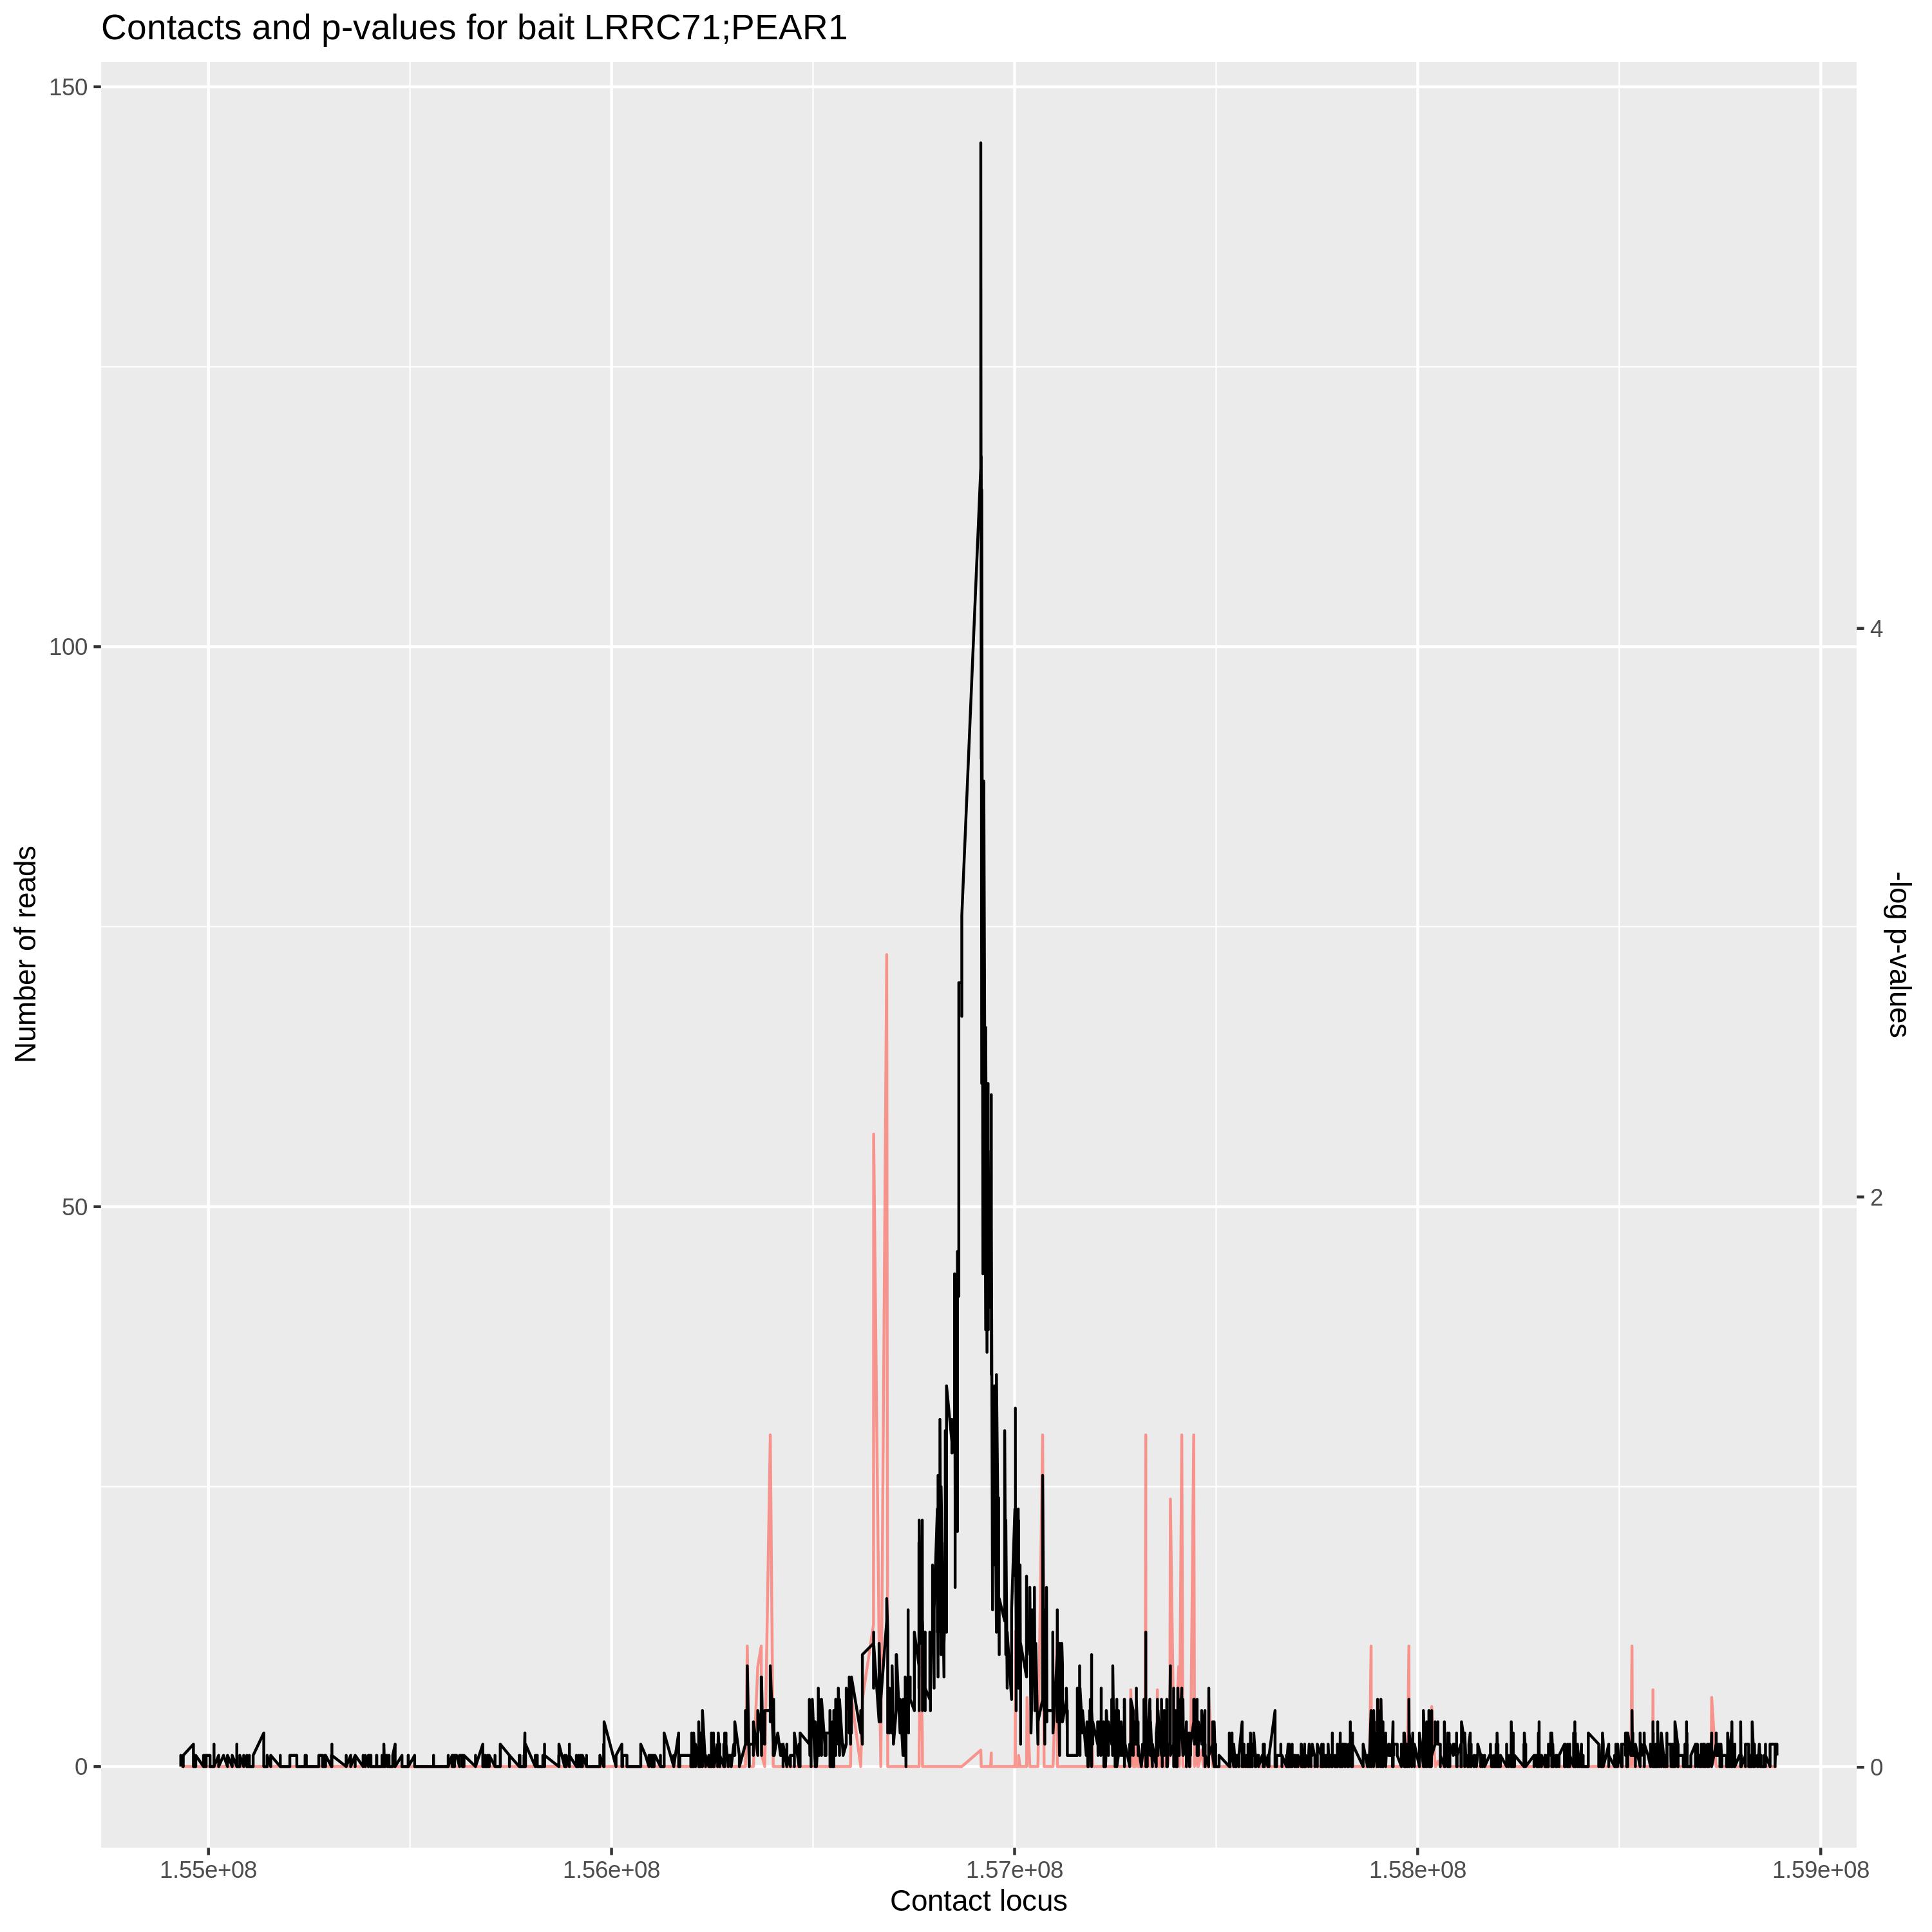 Contacts and p-values for bait LRRC71;PEAR1
150
100
50
0
Number of reads
4
2
0
-log p-values
1.55e+08
1.56e+08
1.57e+08
1.58e+08
1.59e+08
Contact locus